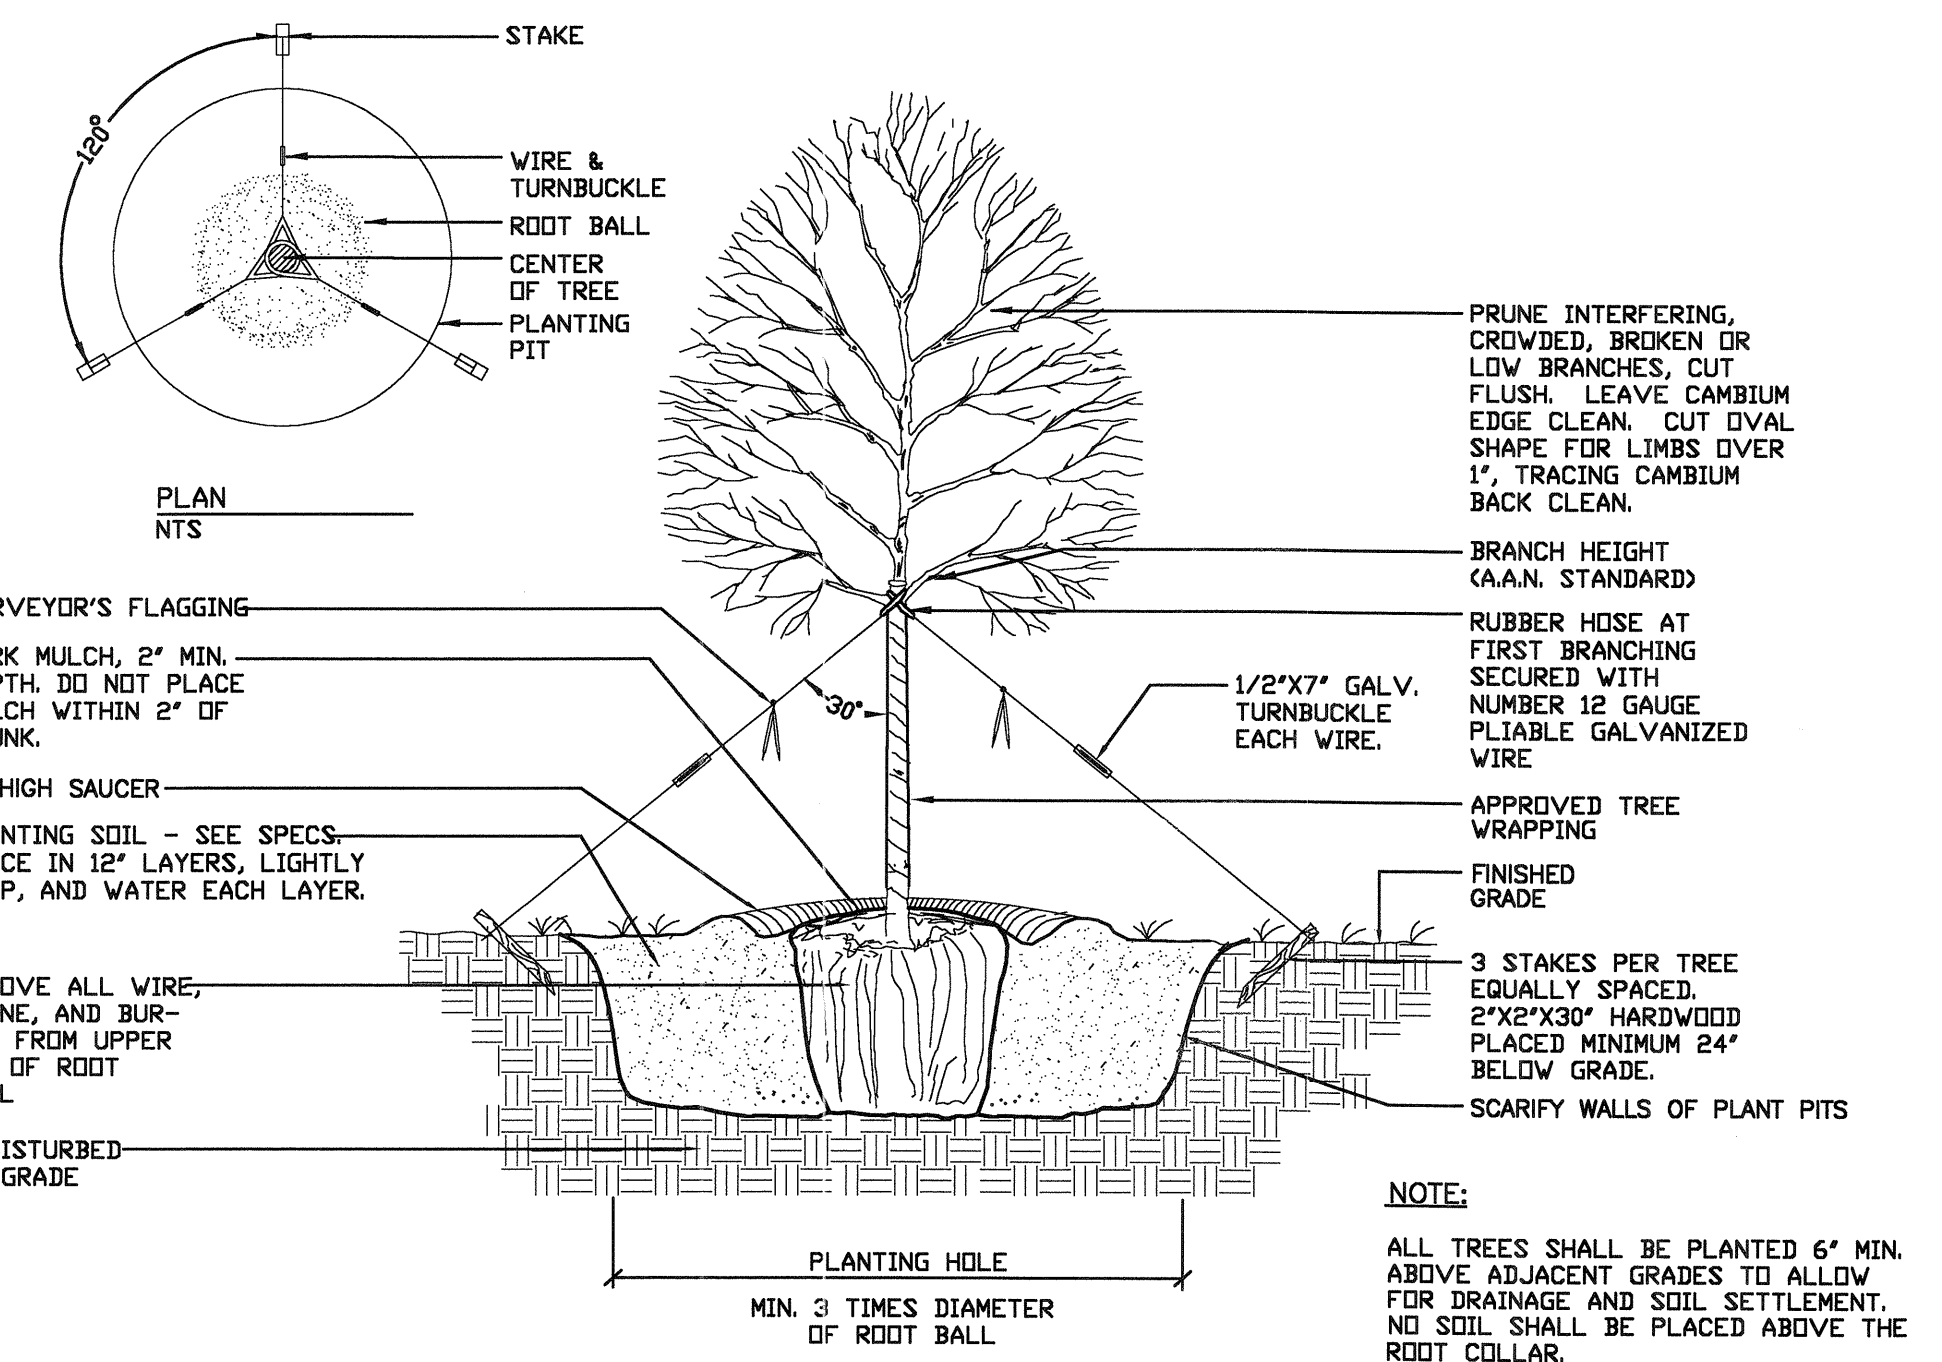 STAKE
120°
WIRE &
TURNBUCKLE
ROOT BALL
CENTER
OF TREE
PLANTING
PIT
PLAN
NTS
RVEYOR'S FLAGGING
RK MULCH, 2" MIN.
PTH. DO NOT PLACE
LCH WITHIN 2" OF
UNK.
HIGH SAUCER
NTING SOIL - SEE SPECS.
CE IN 12" LAYERS, LIGHTLY
P, AND WATER EACH LAYER.
OVE ALL WIRE,
NE, AND BUR-
FROM UPPER
OF ROOT
L
ISTURBED
GRADE
30°
1/2"X7" GALV.
TURNBUCKLE
EACH WIRE.
PRUNE INTERFERING,
CROWDED, BROKEN OR
LOW BRANCHES, CUT
FLUSH. LEAVE CAMBIUM
EDGE CLEAN. CUT OVAL
SHAPE FOR LIMBS OVER
1", TRACING CAMBIUM
BACK CLEAN.
BRANCH HEIGHT
(A.A.N. STANDARD)
RUBBER HOSE AT
FIRST BRANCHING
SECURED WITH
NUMBER 12 GAUGE
PLIABLE GALVANIZED
WIRE
APPROVED TREE
WRAPPING
FINISHED
GRADE
3 STAKES PER TREE
EQUALLY SPACED.
2"X2"X30" HARDWOOD
PLACED MINIMUM 24"
BELOW GRADE.
SCARIFY WALLS OF PLANT PITS
PLANTING HOLE
MIN. 3 TIMES DIAMETER
OF ROOT BALL
NOTE:
ALL TREES SHALL BE PLANTED 6" MIN.
ABOVE ADJACENT GRADES TO ALLOW
FOR DRAINAGE AND SOIL SETTLEMENT.
NO SOIL SHALL BE PLACED ABOVE THE
ROOT COLLAR.